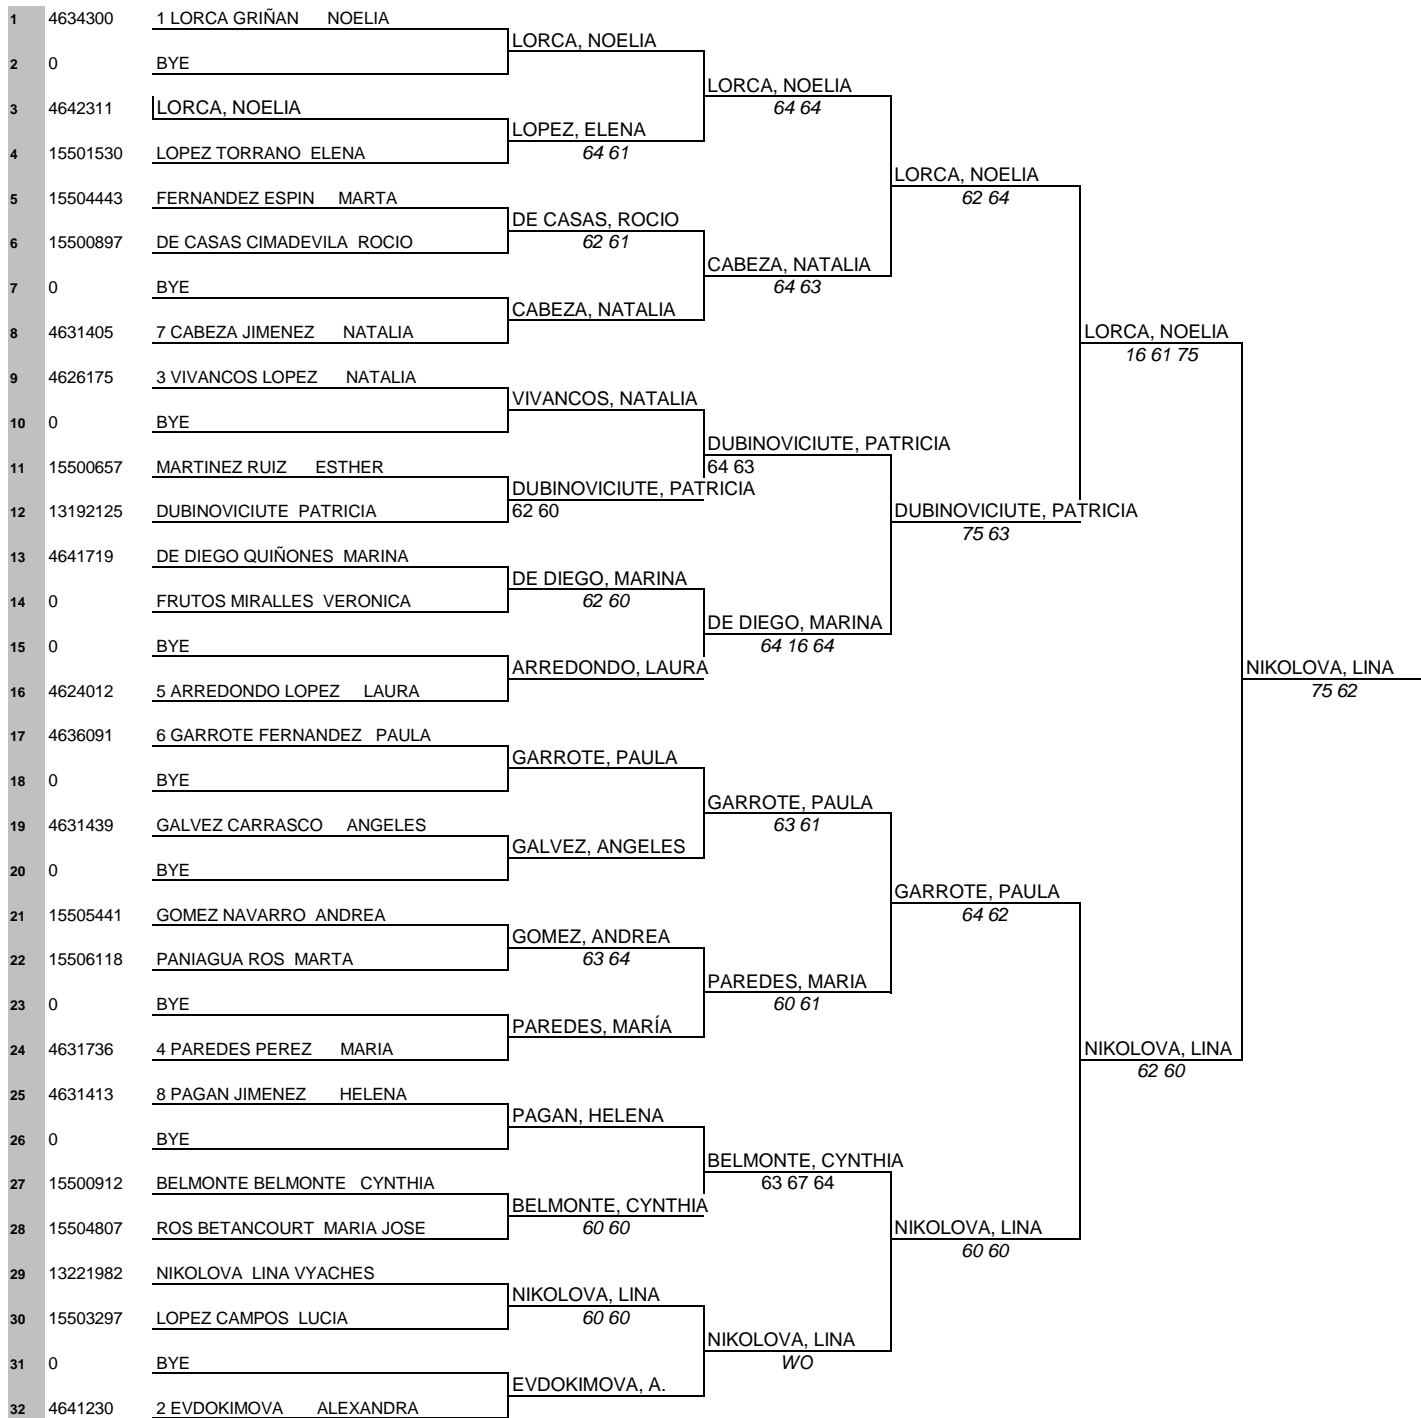 1 4634300 1 LORCA GRIÑAN NOELIA
LORCA, NOELIA
2 0 BYE
LORCA, NOELIA
3 4642311 LORCA, NOELIA
64 64
LOPEZ, ELENA
4 15501530 LOPEZ TORRANO ELENA
64 61
LORCA, NOELIA
5 15504443 FERNANDEZ ESPIN MARTA
62 64
DE CASAS, ROCIO
6 15500897 DE CASAS CIMADEVILA ROCIO
62 61
CABEZA, NATALIA
7 0 BYE
64 63
CABEZA, NATALIA
8 4631405 7 CABEZA JIMENEZ NATALIA
LORCA, NOELIA
16 61 75
9 4626175 3 VIVANCOS LOPEZ NATALIA
VIVANCOS, NATALIA
10 0 BYE
DUBINOVICIUTE, PATRICIA
11 15500657 MARTINEZ RUIZ ESTHER
64 63
DUBINOVICIUTE, PATRICIA
12 13192125 DUBINOVICIUTE PATRICIA
62 60
DUBINOVICIUTE, PATRICIA
75 63
13 4641719 DE DIEGO QUIÑONES MARINA
DE DIEGO, MARINA
14 0 FRUTOS MIRALLES VERONICA
62 60
DE DIEGO, MARINA
15 0 BYE
64 16 64
ARREDONDO, LAURA
NIKOLOVA, LINA
16 4624012 5 ARREDONDO LOPEZ LAURA
75 62
17 4636091 6 GARROTE FERNANDEZ PAULA
GARROTE, PAULA
18 0 BYE
GARROTE, PAULA
19 4631439 GALVEZ CARRASCO ANGELES
63 61
GALVEZ, ANGELES
20 0 BYE
GARROTE, PAULA
21 15505441 GOMEZ NAVARRO ANDREA
64 62
GOMEZ, ANDREA
22 15506118 PANIAGUA ROS MARTA
63 64
PAREDES, MARIA
23 0 BYE
60 61
PAREDES, MARÍA
24 4631736 4 PAREDES PEREZ MARIA
NIKOLOVA, LINA
62 60
25 4631413 8 PAGAN JIMENEZ HELENA
PAGAN, HELENA
26 0 BYE
BELMONTE, CYNTHIA
27 15500912 BELMONTE BELMONTE CYNTHIA
63 67 64
BELMONTE, CYNTHIA
28 15504807 ROS BETANCOURT MARIA JOSE
60 60
NIKOLOVA, LINA
60 60
29 13221982 NIKOLOVA LINA VYACHES
NIKOLOVA, LINA
30 15503297 LOPEZ CAMPOS LUCIA
60 60
NIKOLOVA, LINA
31 0 BYE
WO
EVDOKIMOVA, A.
32 4641230 2 EVDOKIMOVA ALEXANDRA